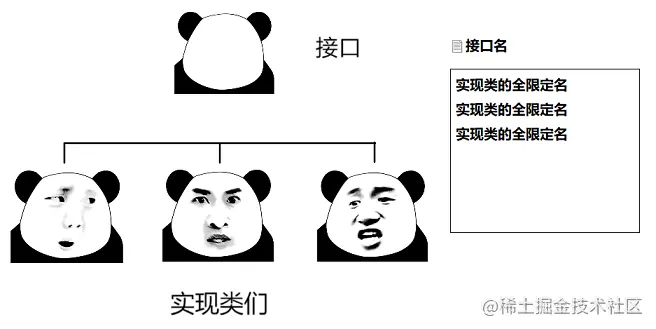 接口
接口名
实现类的全限定名
实现类的全限定名
实现类的全限定名
实现类们
@稀土掘金技术社区